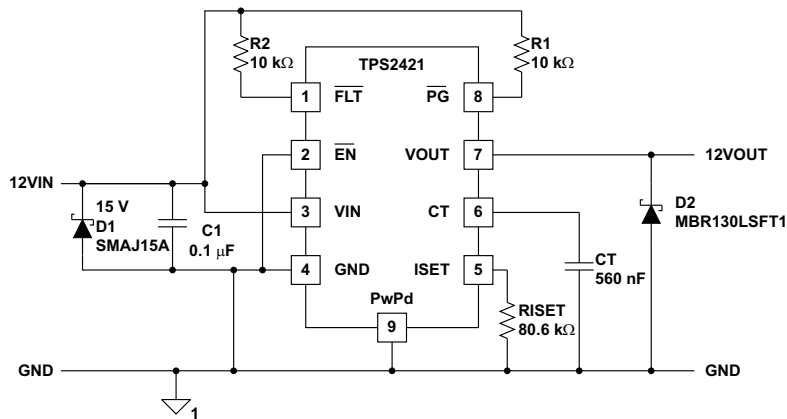 R2
10 kΩ
TPS2421
R1
10 kΩ
1
FLT
PG
8
2
EN
VOUT
7
12VOUT
12VIN
15 V
D1
SMAJ15A
C1
0.1 μF
3
VIN
CT
6
D2
MBR130LSFT1
4
GND
ISET
5
CT
560 nF
PwPd
9
RISET
80.6 kΩ
GND
GND
1